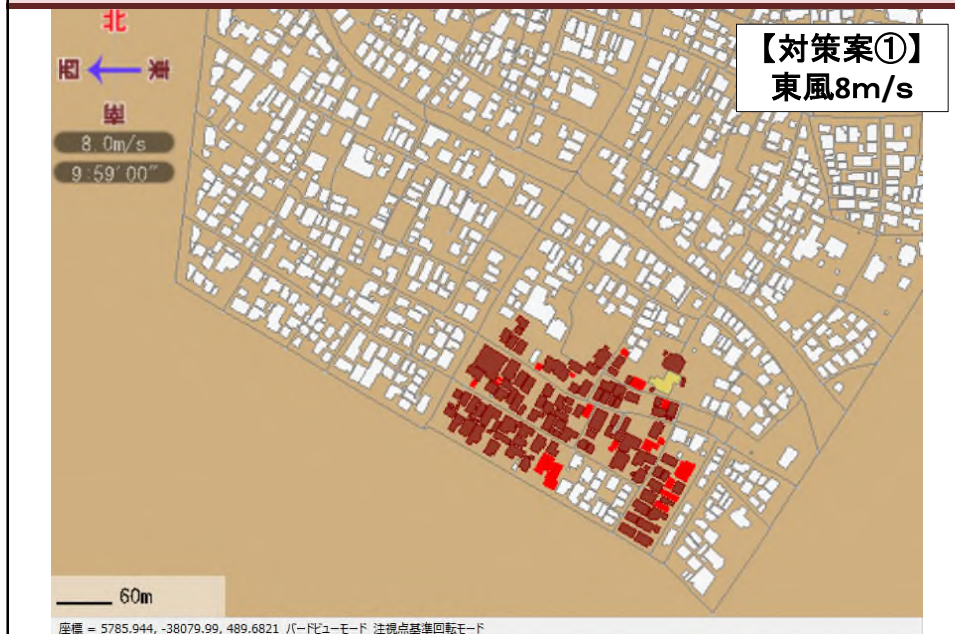 【対策案①】
東風8m/s
北
西 東
南
8.0m/s
9:59'00"
60m
座標 = 5785.944, -38079.99, 489.6821 バードビューモード 注視点基準回転モード